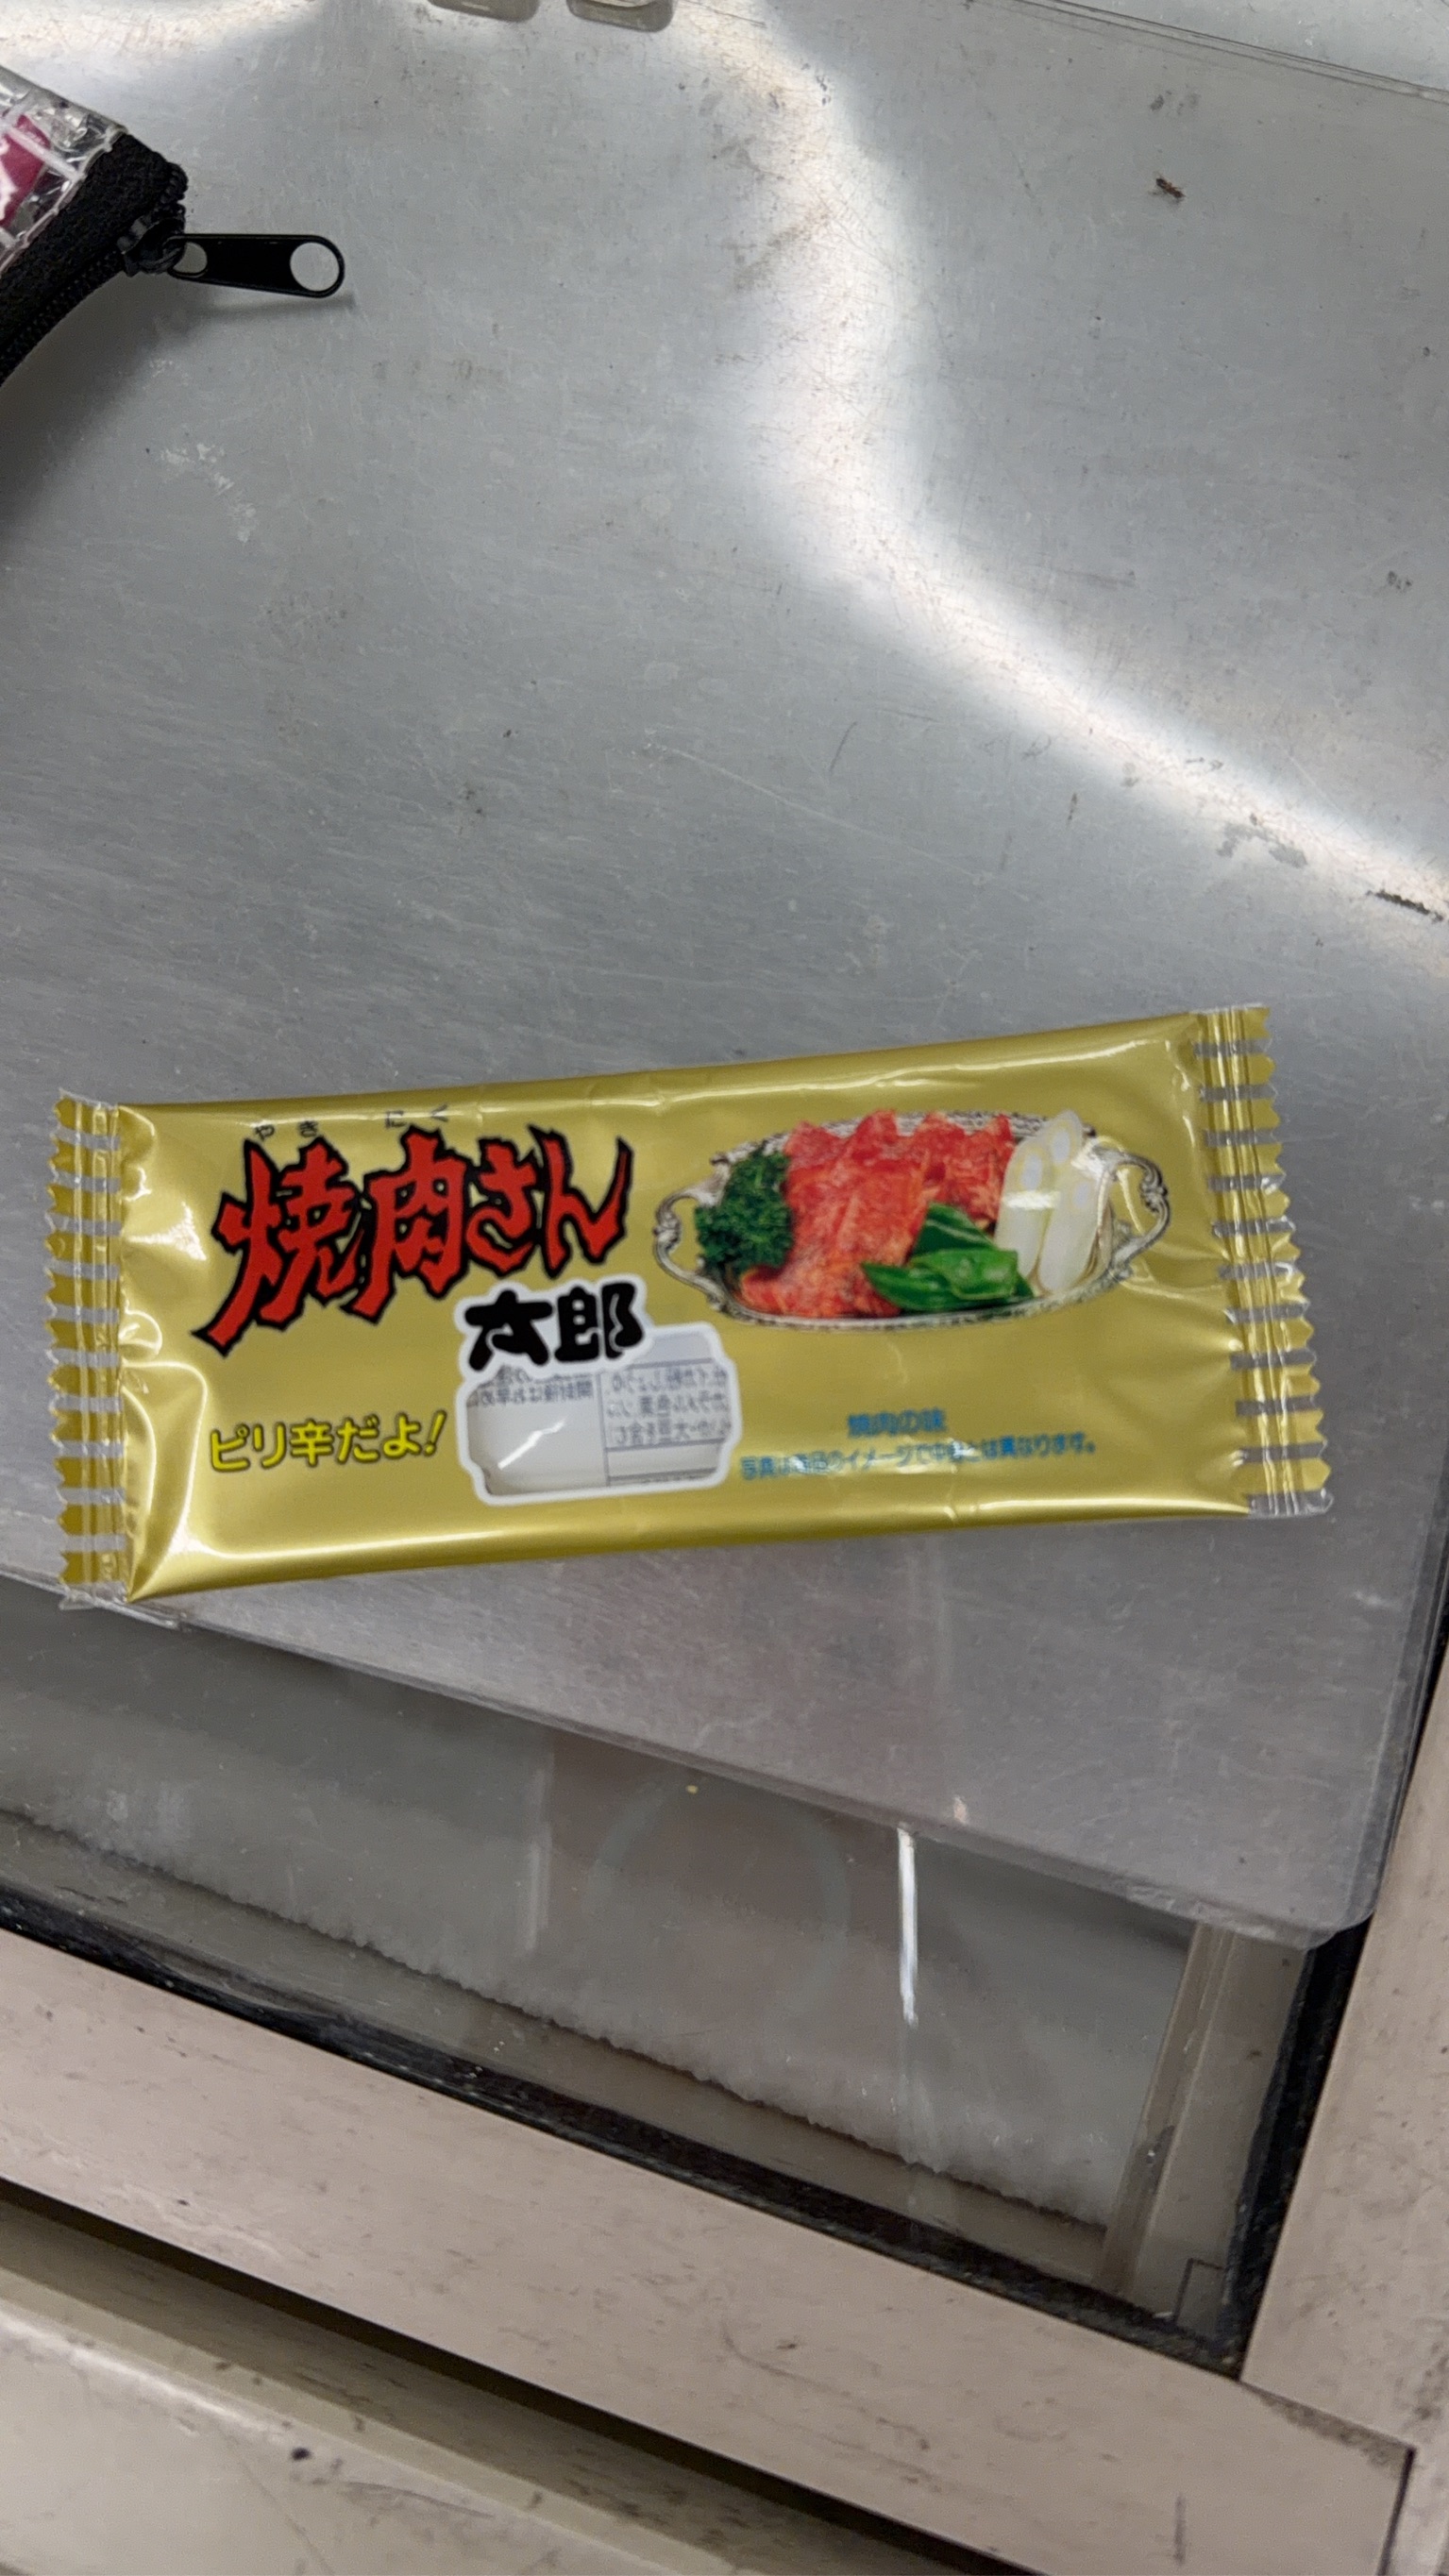 やきにく
焼肉さん
太郎
ピリ辛だよ!
焼肉の味
写真は商品のイメージで中身とは異なります。